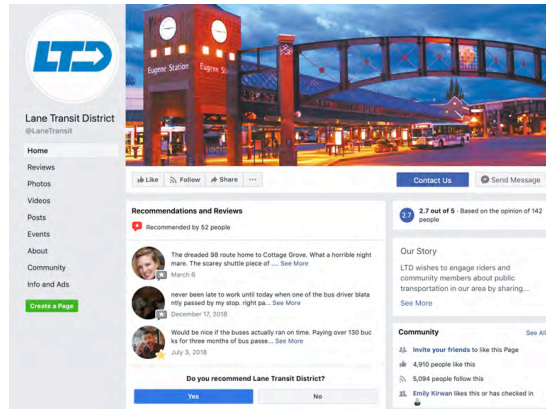 LTD
Lane Transit District
@LaneTransit
Home
Reviews
Photos
Videos
Posts
Events
About
Community
Info and Ads
Create a Page
Eugene Station
Eugene
Like Follow Share ...
Contact Us
Send Message
Recommendations and Reviews
Recommended by 52 people
The dreaded 98 route home to Cottage Grove. What a horrible night
mare. The scarey shuttle piece of .... See More
March 6
never been late to work until today when one of the bus driver blata
ntly passed by my stop. right pa... See More
December 17, 2018
Would be nice if the buses actually ran on time. Paying over 130 buc
ks for three months of bus passe... See More
July 3, 2018
Do you recommend Lane Transit District?
Yes
No
2.7
2.7 out of 5 · Based on the opinion of 142
people
Our Story
LTD wishes to engage riders and
community members about public
transportation in our area by sharing...
See More
Community
See All
Invite your friends to like this Page
4,910 people like this
5,094 people follow this
Emily Kirwan likes this or has checked in